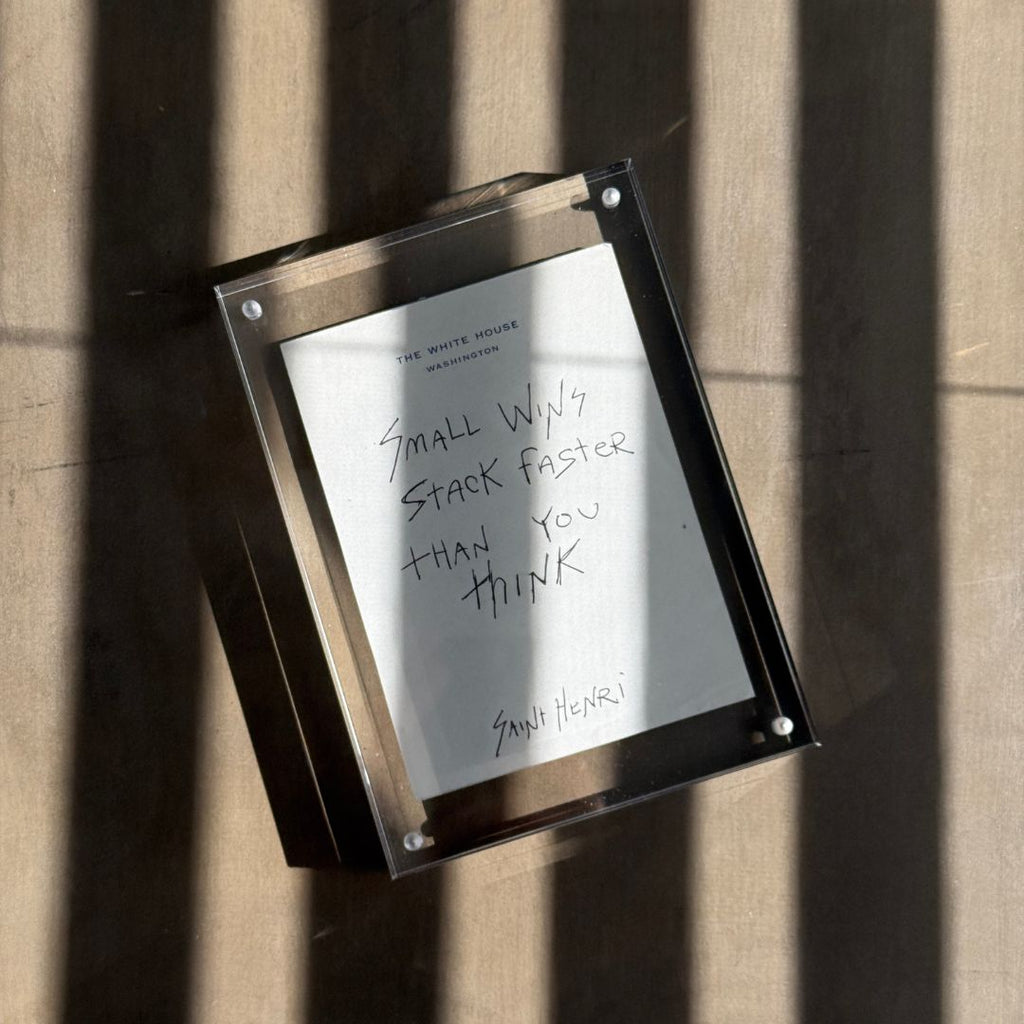 THE WHITE HOUSE
WASHINGTON
SMALL WINS
STACK FASTER
THAN YOU
THINK
SAINT HENRI